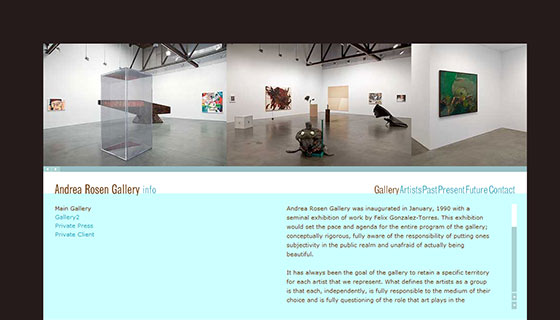 Andrea Rosen Gallery info
Gallery Artists Past Present Future Contact
Main Gallery
Gallery2
Private Press
Private Client
Andrea Rosen Gallery was inaugurated in January, 1990 with a
seminal exhibition of work by Felix Gonzalez-Torres. This exhibition
would set the pace and agenda for the entire program of the gallery;
conceptually rigorous, fully aware of the responsibility of putting ones
subjectivity in the public realm and unafraid of actually being
beautiful.
It has always been the goal of the gallery to retain a specific territory
for each artist that we represent. What defines the artists as a group
is that each, independently, is fully responsible to the medium of their
choice and is fully questioning of the role that art plays in the